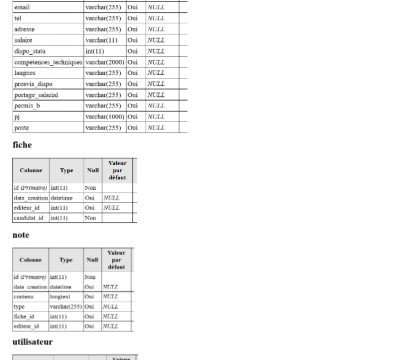 email varchar(255) Oui NULL
tel varchar(255) Oui NULL
adresse varchar(255) Oui NULL
salaire varchar(11) Oui NULL
dispo_statu int(11) Oui NULL
competences_techniques varchar(2000) Oui NULL
langues varchar(255) Oui NULL
preavis_dispo varchar(255) Oui NULL
portage_salarial varchar(255) Oui NULL
permis_b varchar(255) Oui NULL
pj varchar(1000) Oui NULL
poste varchar(255) Oui NULL
fiche
Colonne Type Null Valeur par défaut
id (Primaire) int(11) Non
date_creation datetime Oui NULL
editeur_id int(11) Oui NULL
candidat_id int(11) Non
note
Colonne Type Null Valeur par défaut
id (Primaire) int(11) Non
date_creation datetime Oui NULL
contenu longtext Oui NULL
type varchar(255) Oui NULL
fiche_id int(11) Oui NULL
editeur_id int(11) Oui NULL
utilisateur
Valeur